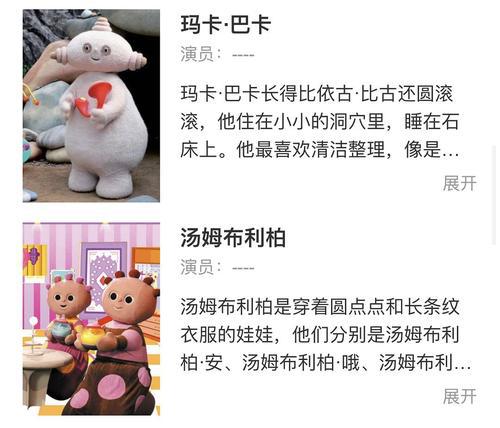 玛卡·巴卡
演员：----
玛卡·巴卡长得比依古·比古还圆滚
滚，他住在小小的洞穴里，睡在石
床上。他最喜欢清洁整理，像是…
展开
汤姆布利柏
演员：----
汤姆布利柏是穿着圆点点和长条纹
衣服的娃娃，他们分别是汤姆布利
柏·安、汤姆布利柏·哦、汤姆布利…
展开